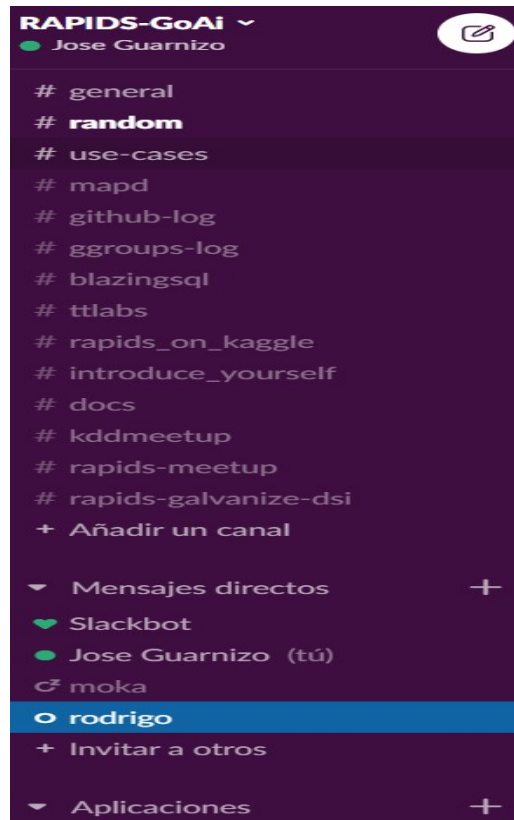 RAPIDS-GoAi
Jose Guarnizo
# general
# random
# use-cases
# mapd
# github-log
# ggroups-log
# blazingsql
# ttlabs
# rapids_on_kaggle
# introduce_yourself
# docs
# kddmeetup
# rapids-meetup
# rapids-galvanize-dsi
+ Añadir un canal
Mensajes directos +
Slackbot
Jose Guarnizo (tú)
moka
rodrigo
+ Invitar a otros
Aplicaciones +